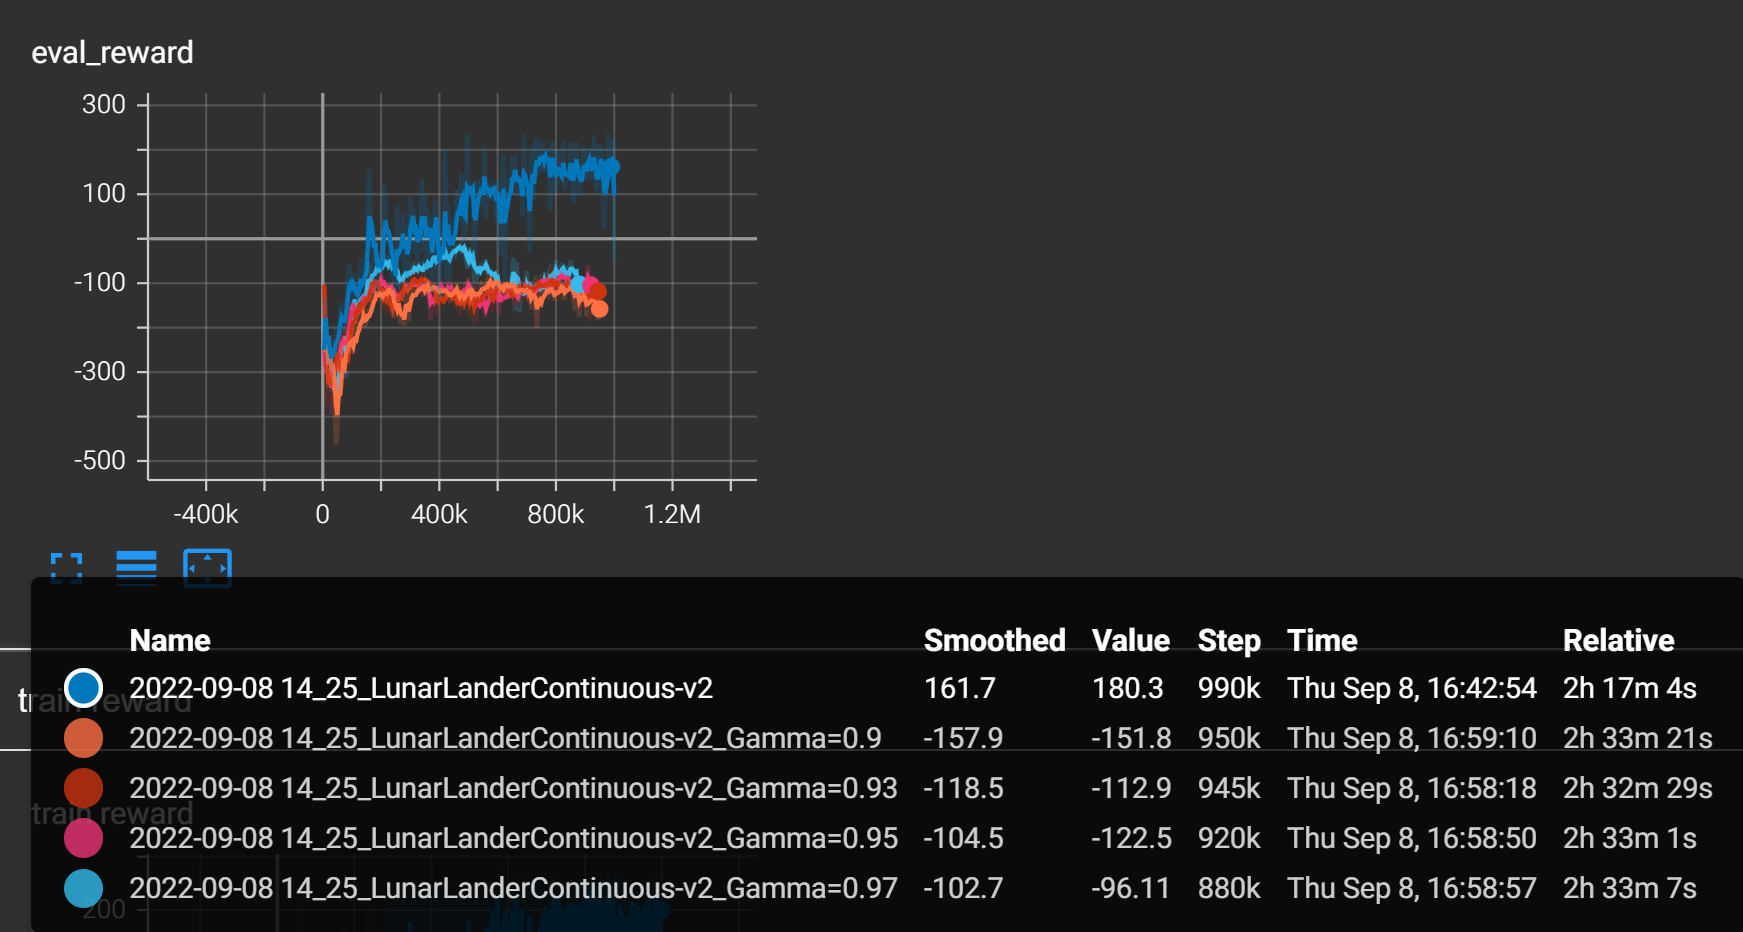 eval_reward
300
100
-100
-300
-500
-400k 0 400k 800k 1.2M
Name Smoothed Value Step Time Relative
train_reward
2022-09-08 14_25_LunarLanderContinuous-v2 161.7 180.3 990k Thu Sep 8, 16:42:54 2h 17m 4s
2022-09-08 14_25_LunarLanderContinuous-v2_Gamma=0.9 -157.9 -151.8 950k Thu Sep 8, 16:59:10 2h 33m 21s
2022-09-08 14_25_LunarLanderContinuous-v2_Gamma=0.93 -118.5 -112.9 945k Thu Sep 8, 16:58:18 2h 32m 29s
train_reward
2022-09-08 14_25_LunarLanderContinuous-v2_Gamma=0.95 -104.5 -122.5 920k Thu Sep 8, 16:58:50 2h 33m 1s
2022-09-08 14_25_LunarLanderContinuous-v2_Gamma=0.97 -102.7 -96.11 880k Thu Sep 8, 16:58:57 2h 33m 7s
200